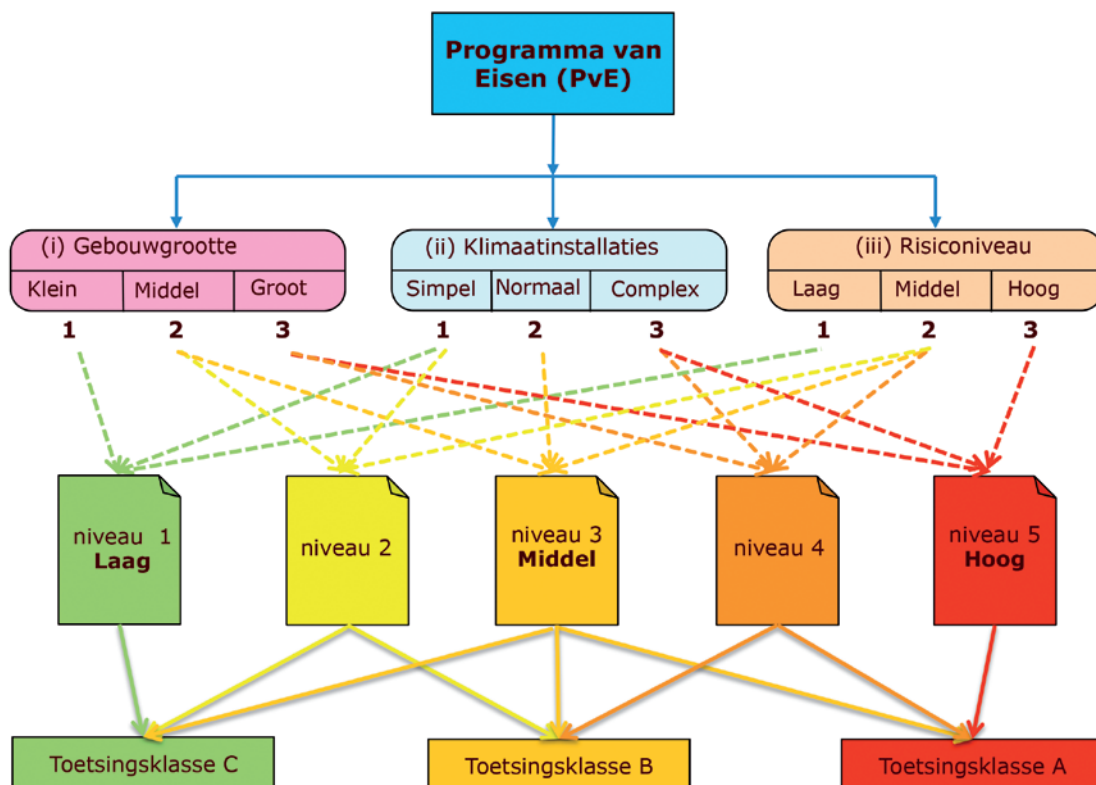 Programma van
Eisen (PvE)
(i) Gebouwgrootte
Klein Middel Groot
1 2 3
(ii) Klimaatinstallaties
Simpel Normaal Complex
1 2 3
(iii) Risiconiveau
Laag Middel Hoog
1 2 3
niveau 1
Laag
niveau 2
niveau 3
Middel
niveau 4
niveau 5
Hoog
Toetsingsklasse C
Toetsingsklasse B
Toetsingsklasse A